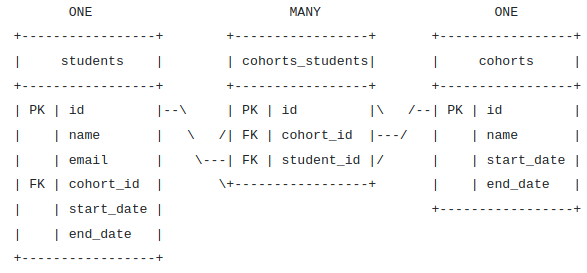 ONE                         MANY                       ONE
+-----------------+        +-----------------+       +-----------------+
|     students    |        | cohorts_students|       |     cohorts     |
+-----------------+        +-----------------+       +-----------------+
| PK | id         |--\     | PK | id         |\   /--| PK | id         |
|    | name       |   \   /| FK | cohort_id  |---/   |    | name       |
|    | email      |    \---| FK | student_id |/      |    | start_date |
| FK | cohort_id  |       \+-----------------+       |    | end_date   |
|    | start_date |                                  +-----------------+
|    | end_date   |
+-----------------+